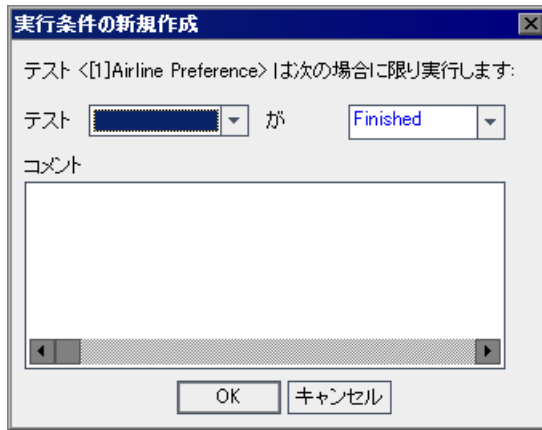 実行条件の新規作成
テスト <[1]Airline Preference> は次の場合に限り実行します:
テスト が Finished
コメント
OK キャンセル